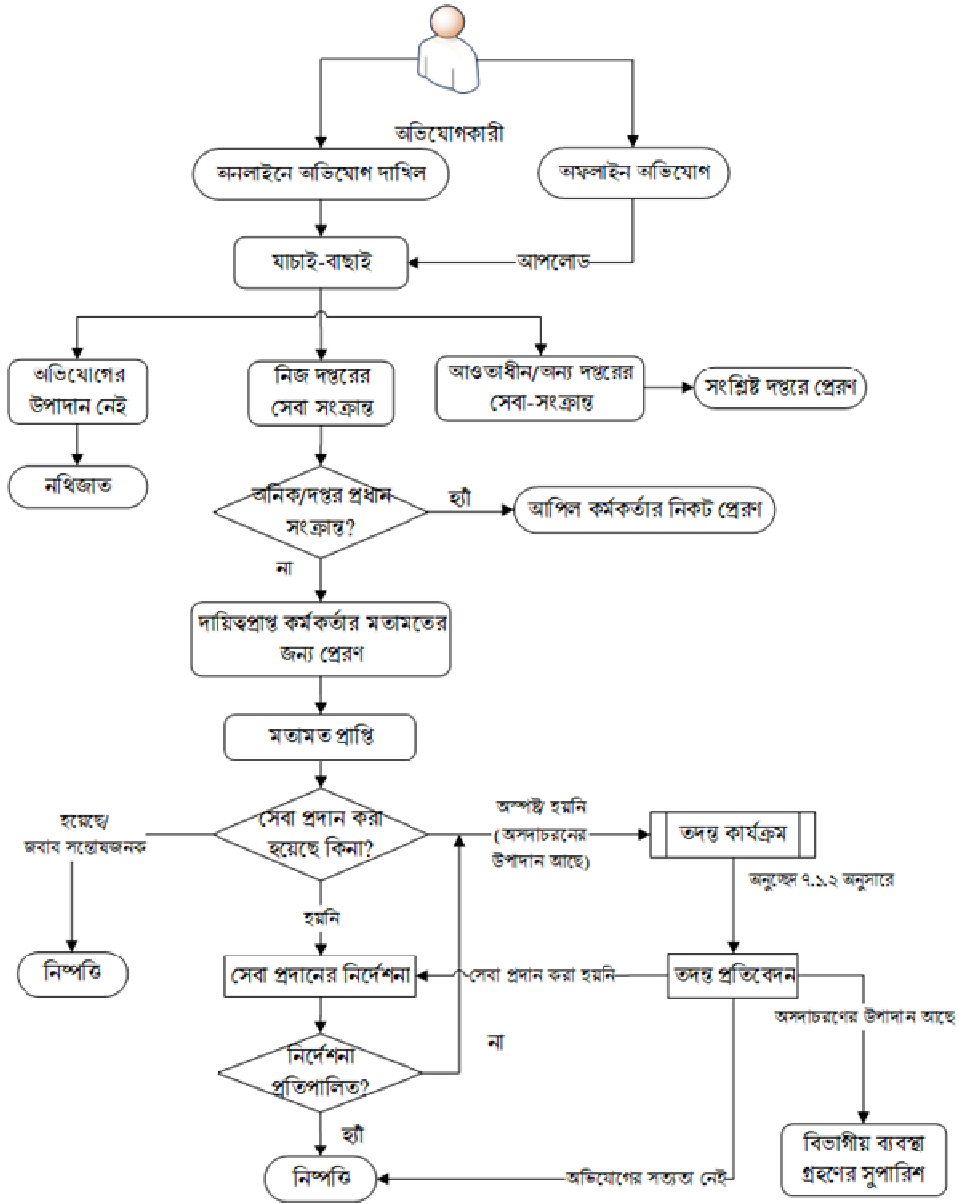 অভিযোগকারী
অনলাইনে অভিযোগ দাখিল
অফলাইন অভিযোগ
যাচাই-বাছাই
আপলোড
অভিযোগের
উপাদান নেই
নিজ দপ্তরের
সেবা সংক্রান্ত
আওতাধীন/অন্য দপ্তরের
সেবা-সংক্রান্ত
সংশ্লিষ্ট দপ্তরে প্রেরণ
নথিজাত
অনিক/দপ্তর প্রধান
সংক্রান্ত?
হ্যাঁ
আপিল কর্মকর্তার নিকট প্রেরণ
না
দায়িত্বপ্রাপ্ত কর্মকর্তার মতামতের
জন্য প্রেরণ
মতামত প্রাপ্তি
হয়েছে/
জবাব সন্তোষজনক
সেবা প্রদান করা
হয়েছে কিনা?
অস্পষ্ট/ হয়নি
(অসদাচরনের
উপাদান আছে)
তদন্ত কার্যক্রম
অনুচ্ছেদ ৭.১.২ অনুসারে
হয়নি
নিষ্পত্তি
সেবা প্রদানের নির্দেশনা
সেবা প্রদান করা হয়নি
তদন্ত প্রতিবেদন
অসদাচরণের উপাদান আছে
না
নির্দেশনা
প্রতিপালিত?
হ্যাঁ
নিষ্পত্তি
অভিযোগের সত্যতা নেই
বিভাগীয় ব্যবস্থা
গ্রহণের সুপারিশ